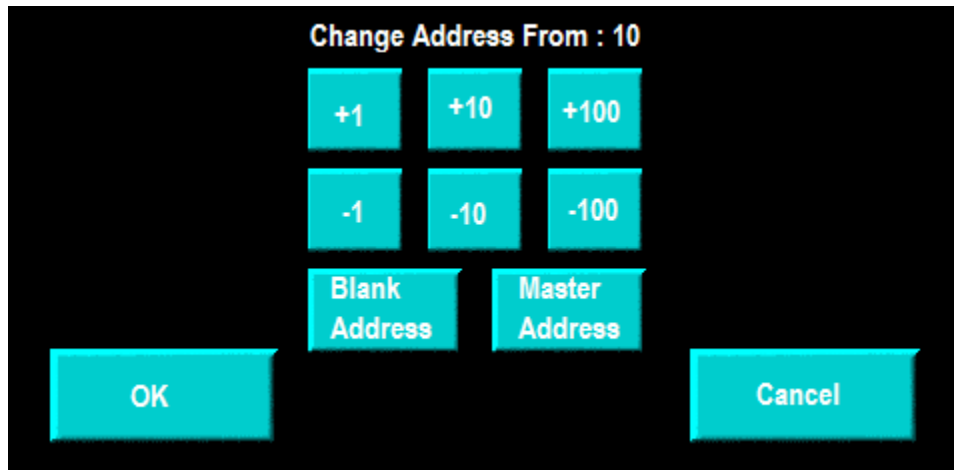 Change Address From : 10
+1
+10
+100
-1
-10
-100
Blank
Address
Master
Address
OK
Cancel